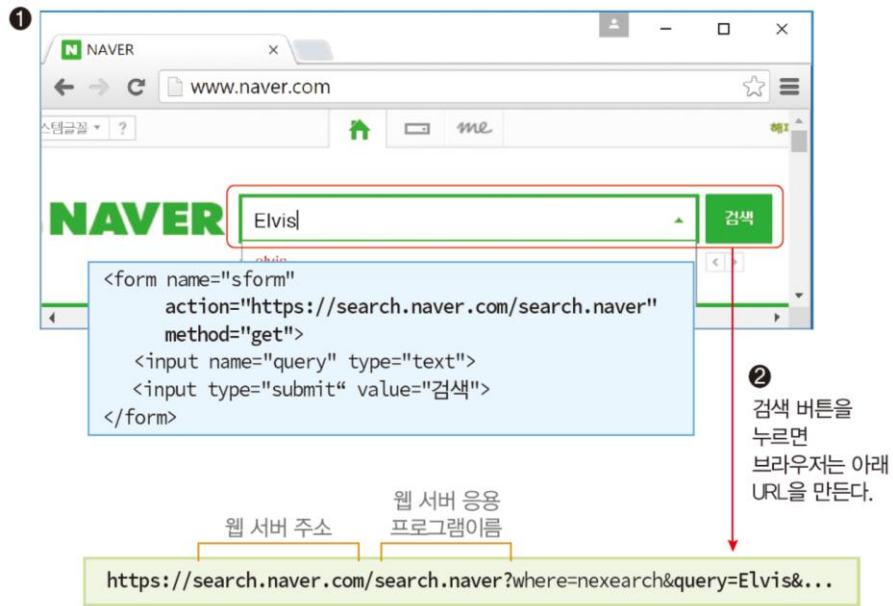 ❶
NAVER ×
www.naver.com
스템글꼴 ?
me
해피
NAVER
Elvis
검색
elvis
<form name="sform"
action="https://search.naver.com/search.naver"
method="get">
<input name="query" type="text">
<input type="submit“ value="검색">
</form>
❷
검색 버튼을
누르면
브라우저는 아래
URL을 만든다.
웹 서버 주소
웹 서버 응용
프로그램이름
https://search.naver.com/search.naver?where=nexearch&query=Elvis&...